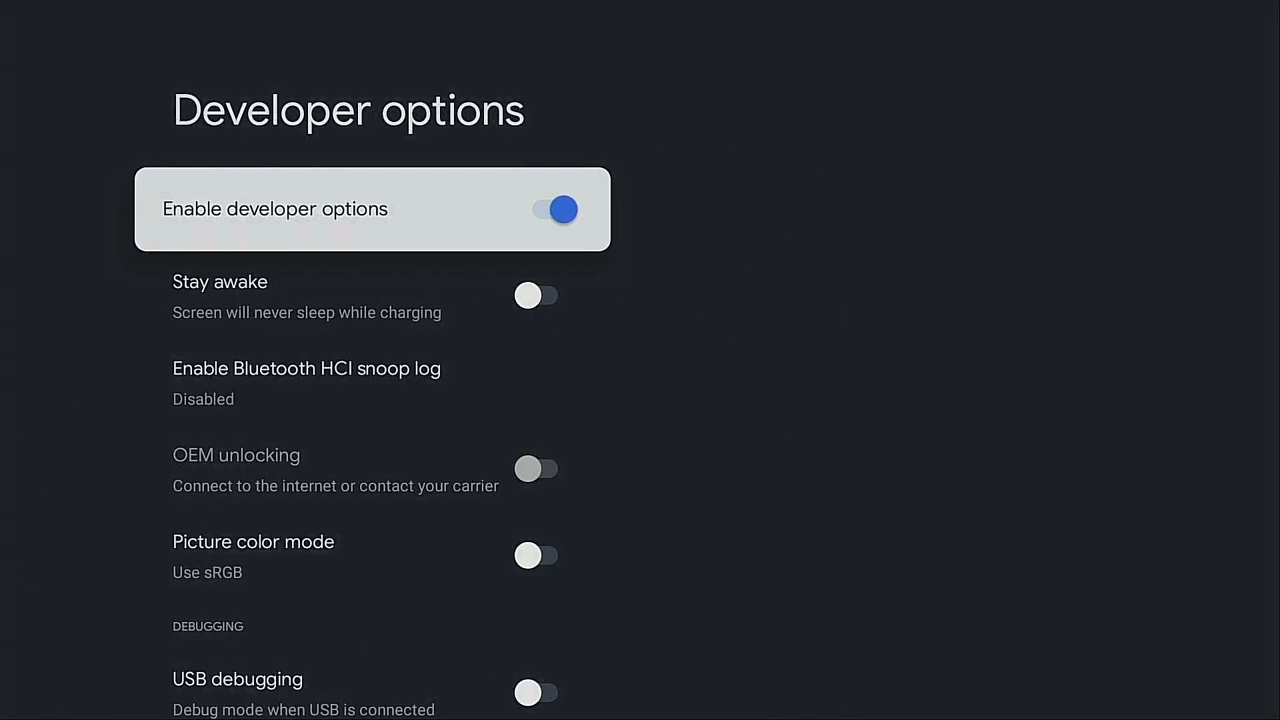 Developer options
Enable developer options
Stay awake
Screen will never sleep while charging
Enable Bluetooth HCI snoop log
Disabled
OEM unlocking
Connect to the internet or contact your carrier
Picture color mode
Use sRGB
DEBUGGING
USB debugging
Debug mode when USB is connected